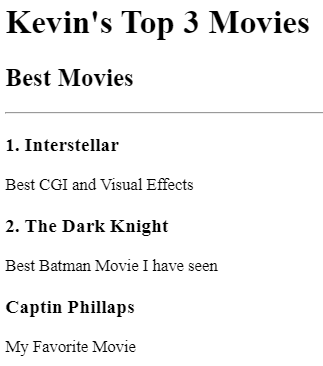 Kevin's Top 3 Movies
Best Movies
1. Interstellar
Best CGI and Visual Effects
2. The Dark Knight
Best Batman Movie I have seen
Captin Phillaps
My Favorite Movie